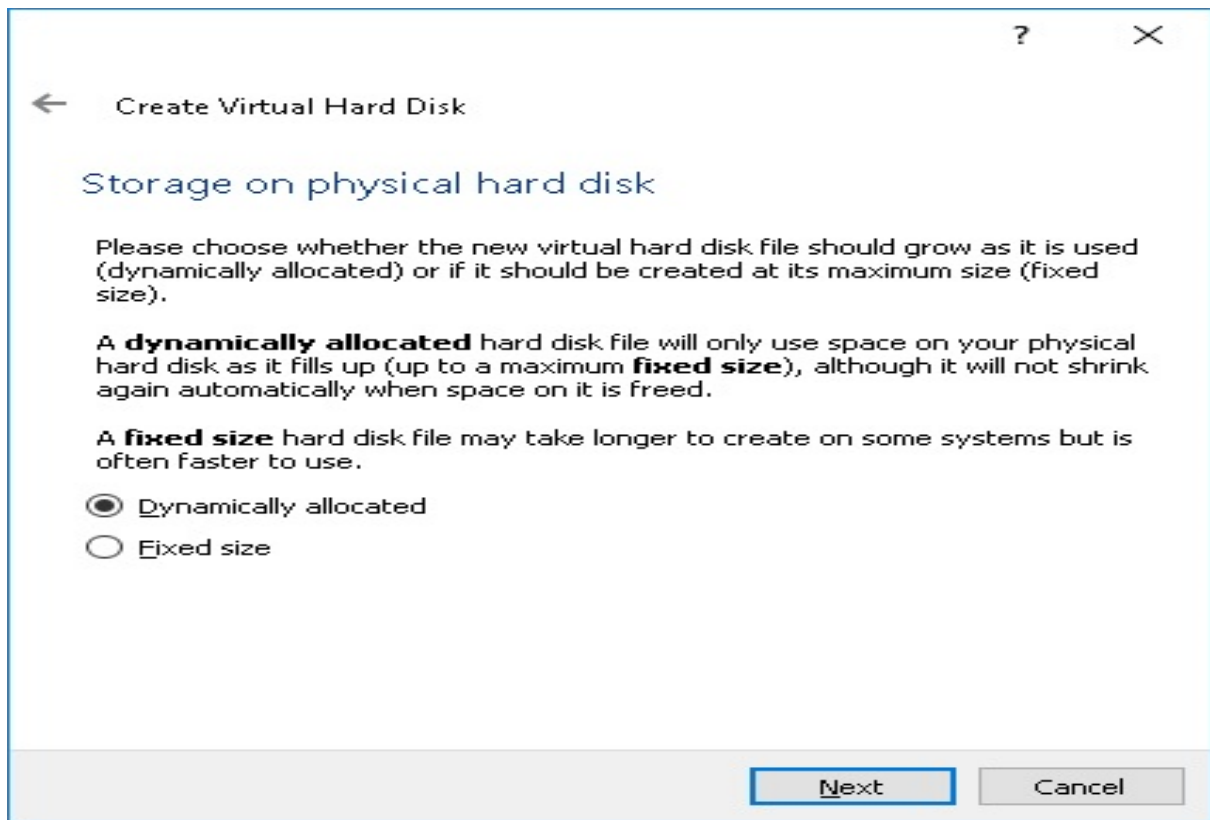 ?
Create Virtual Hard Disk
Storage on physical hard disk
Please choose whether the new virtual hard disk file should grow as it is used
(dynamically allocated) or if it should be created at its maximum size (fixed
size).
A dynamically allocated hard disk file will only use space on your physical
hard disk as it fills up (up to a maximum fixed size), although it will not shrink
again automatically when space on it is freed.
A fixed size hard disk file may take longer to create on some systems but is
often faster to use.
Dynamically allocated
Fixed size
Next Cancel